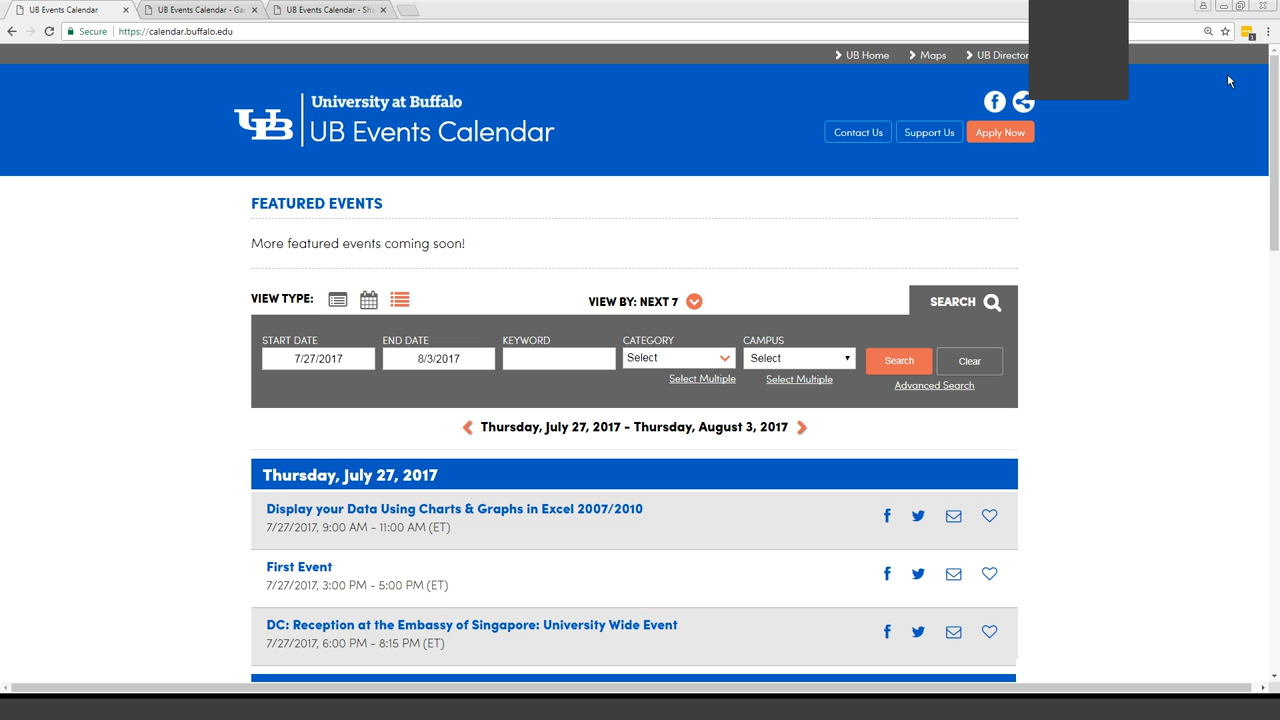 UB Events Calendar
UB Events Calendar - Ga
UB Events Calendar - Sh
Secure
https://calendar.buffalo.edu
1
UB Home
Maps
UB Director
University at Buffalo
UB
UB Events Calendar
Contact Us
Support Us
Apply Now
FEATURED EVENTS
More featured events coming soon!
VIEW TYPE:
VIEW BY: NEXT 7
SEARCH
START DATE
END DATE
KEYWORD
CATEGORY
CAMPUS
7/27/2017
8/3/2017
Select
Select
Search
Clear
Select Multiple
Select Multiple
Advanced Search
Thursday, July 27, 2017 - Thursday, August 3, 2017
Thursday, July 27, 2017
Display your Data Using Charts & Graphs in Excel 2007/2010
7/27/2017, 9:00 AM - 11:00 AM (ET)
First Event
7/27/2017, 3:00 PM - 5:00 PM (ET)
DC: Reception at the Embassy of Singapore: University Wide Event
7/27/2017, 6:00 PM - 8:15 PM (ET)